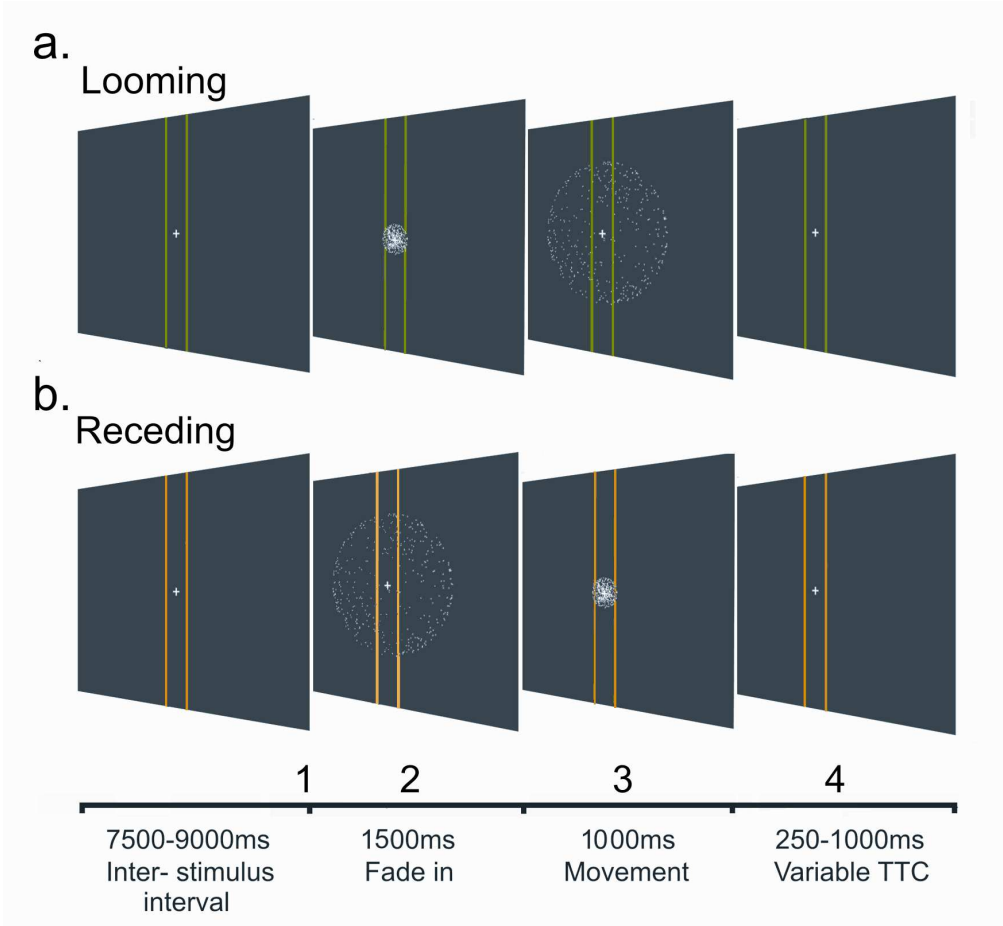 a.
Looming
b.
Receding
1 2 3 4
7500-9000ms 1500ms 1000ms 250-1000ms
Inter- stimulus Fade in Movement Variable TTC
interval